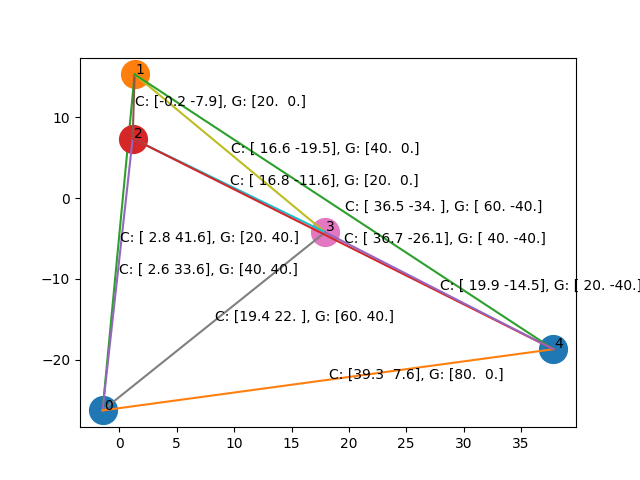 1
C: [-0.2 -7.9], G: [20.  0.]
2
C: [ 16.6 -19.5], G: [40.  0.]
C: [ 16.8 -11.6], G: [20.  0.]
C: [ 36.5 -34. ], G: [ 60. -40.]
3
C: [ 2.8 41.6], G: [20. 40.]
C: [ 36.7 -26.1], G: [ 40. -40.]
C: [ 2.6 33.6], G: [40. 40.]
C: [ 19.9 -14.5], G: [ 20. -40.]
C: [19.4 22. ], G: [60. 40.]
4
C: [39.3  7.6], G: [80.  0.]
0
10
0
−10
−20
0 5 10 15 20 25 30 35